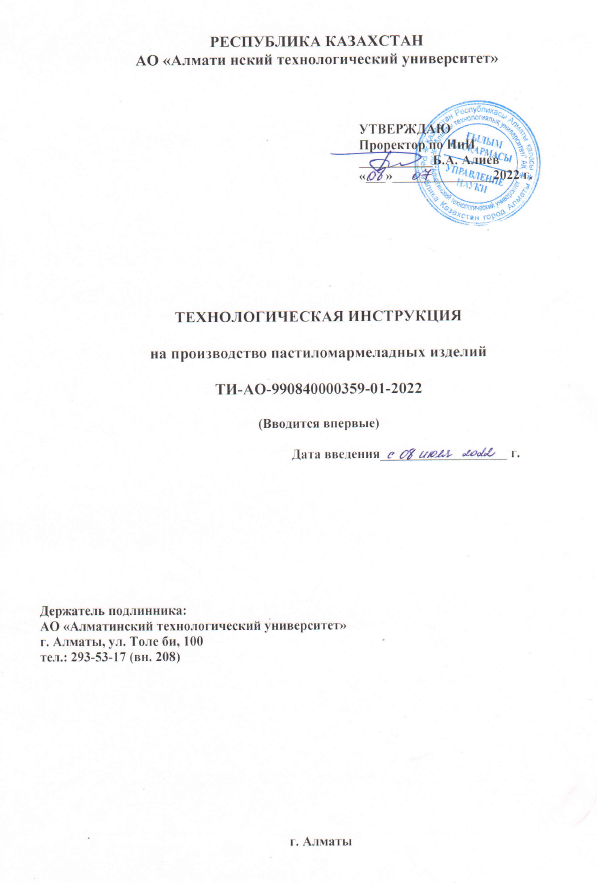 РЕСПУБЛИКА КАЗАХСТАН
АО «Алмати нский технологический университет»
УТВЕРЖДАЮ
Проректор по НиИ
Б.А. Алиев
«08» 07 2022 г.
ҒЫЛЫМ
БАСҚАРМАСЫ
УПРАВЛЕНИЕ
НАУКИ
ТЕХНОЛОГИЧЕСКАЯ ИНСТРУКЦИЯ
на производство пастиломармеладных изделий
ТИ-АО-990840000359-01-2022
(Вводится впервые)
Дата введения с 08 июля 2022 г.
Держатель подлинника:
АО «Алматинский технологический университет»
г. Алматы, ул. Толе би, 100
тел.: 293-53-17 (вн. 208)
г. Алматы